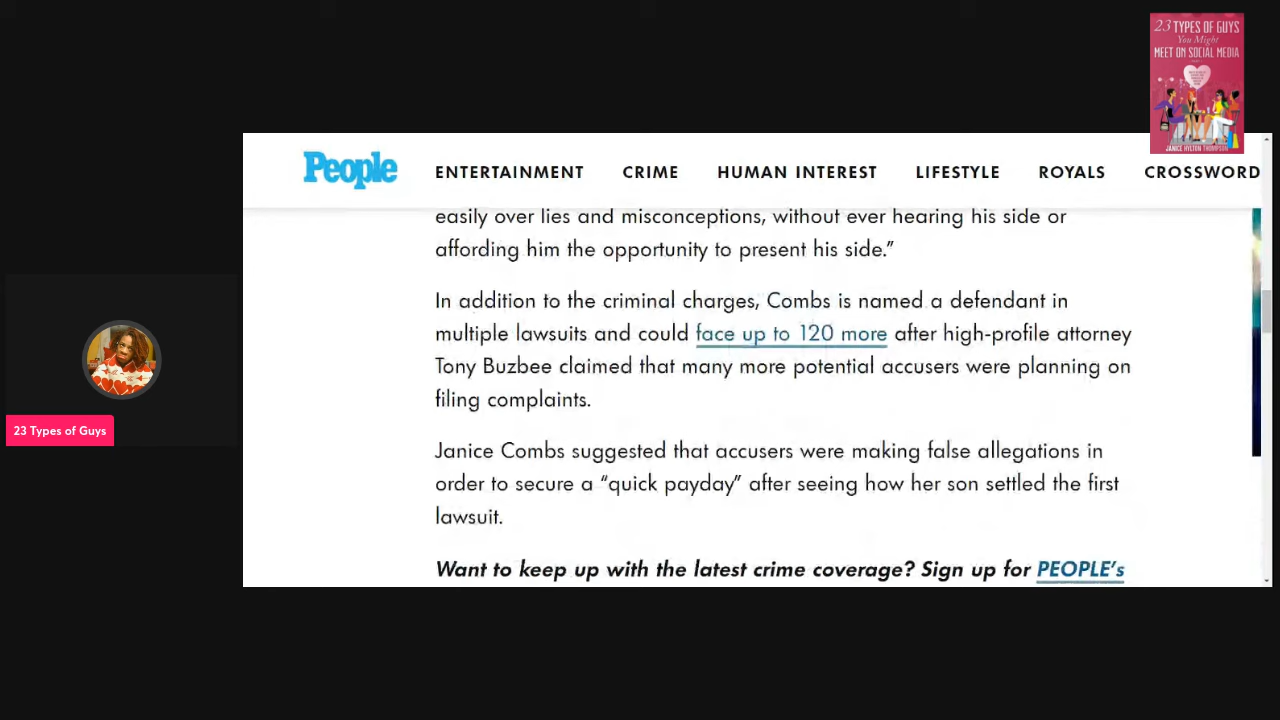 23 TYPES OF GUYS
You Might
MEET ON SOCIAL MEDIA
JANICE HYLTON THOMPSON
People
ENTERTAINMENT CRIME HUMAN INTEREST LIFESTYLE ROYALS CROSSWORD
easily over lies and misconceptions, without ever hearing his side or
affording him the opportunity to present his side.”
In addition to the criminal charges, Combs is named a defendant in
multiple lawsuits and could face up to 120 more after high-profile attorney
Tony Buzbee claimed that many more potential accusers were planning on
filing complaints.
Janice Combs suggested that accusers were making false allegations in
order to secure a “quick payday” after seeing how her son settled the first
lawsuit.
Want to keep up with the latest crime coverage? Sign up for PEOPLE’s
23 Types of Guys